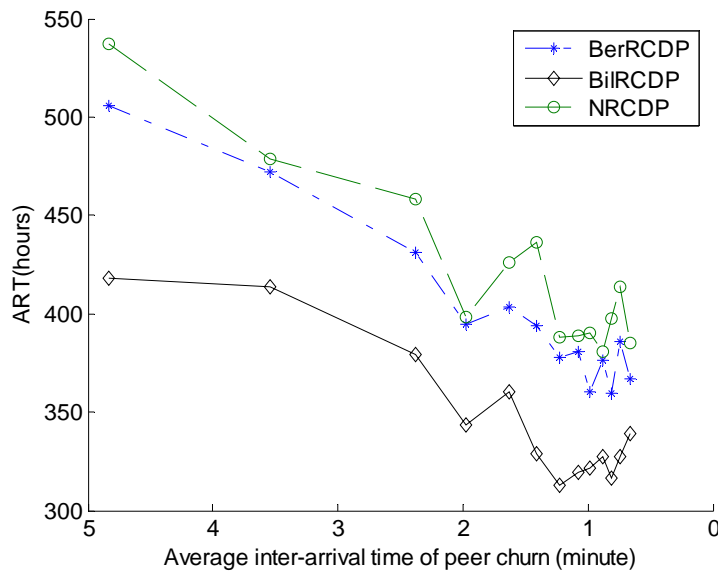 550
500
450
400
350
300
ART(hours)
BerRCDP
BilRCDP
NRCDP
5 4 3 2 1 0
Average inter-arrival time of peer churn (minute)